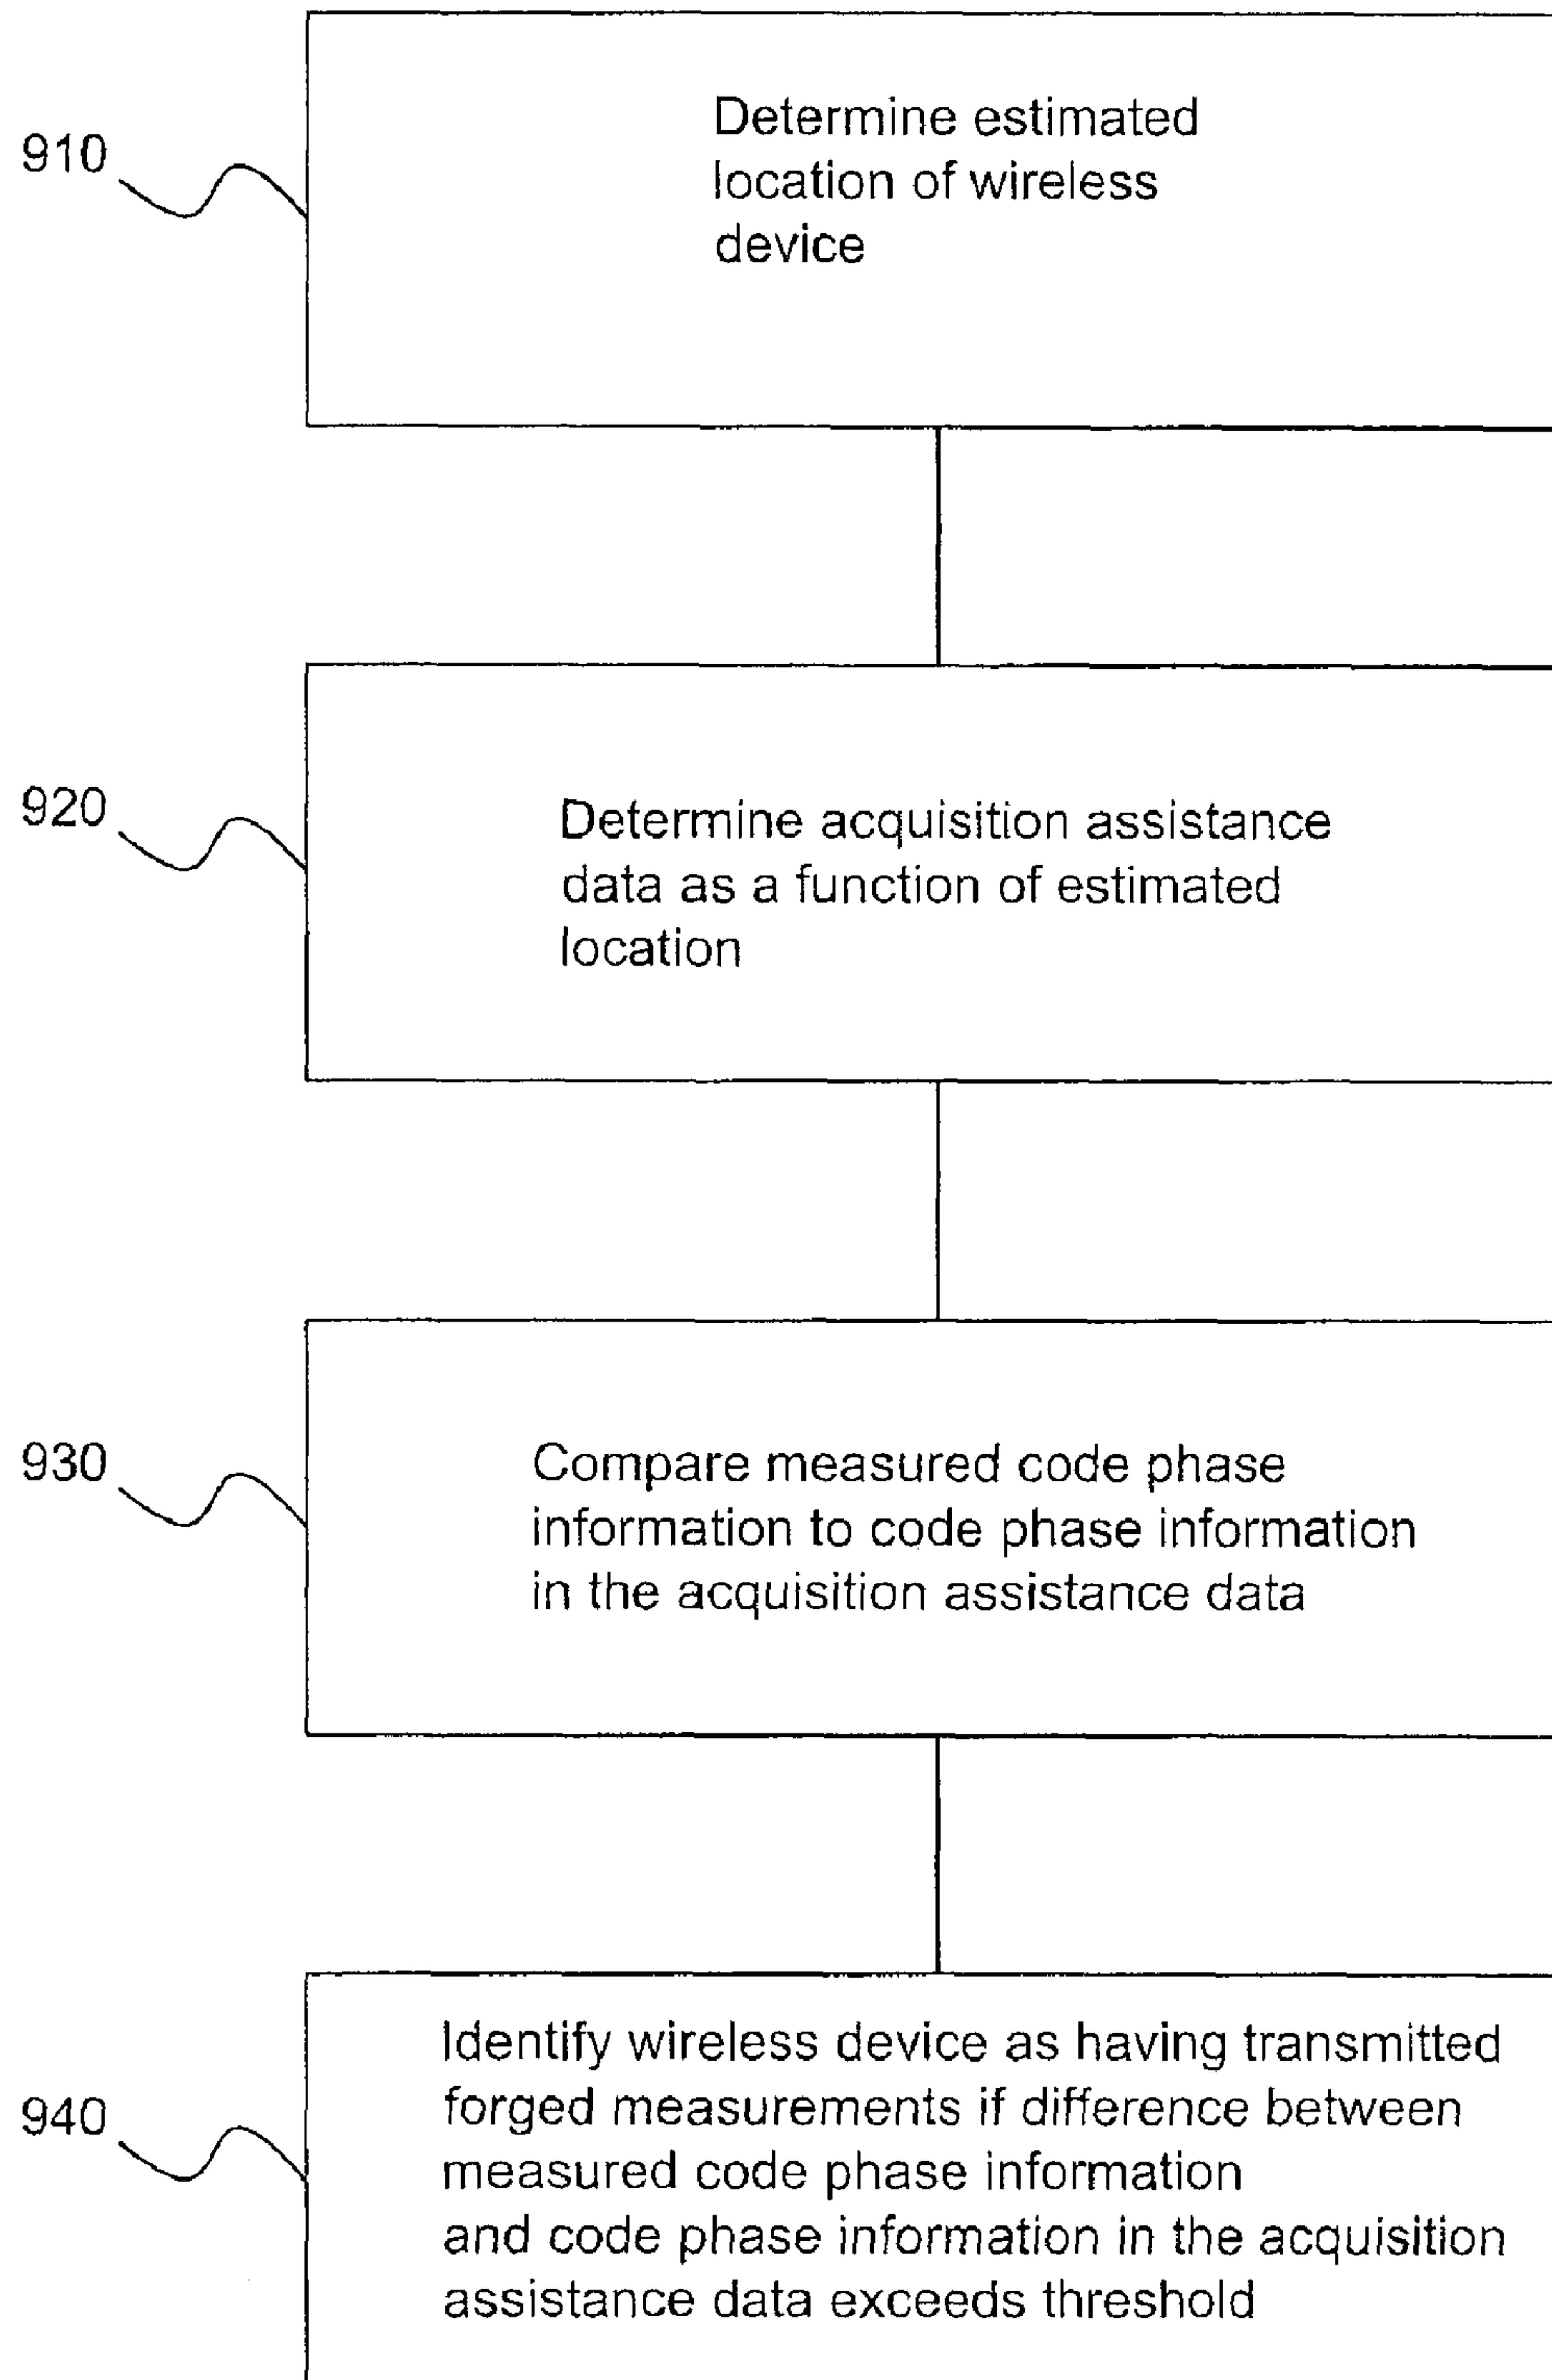 910
Determine estimated
location of wireless
device
920
Determine acquisition assistance
data as a function of estimated
location
930
Compare measured code phase
information to code phase information
in the acquisition assistance data
940
Identify wireless device as having transmitted
forged measurements if difference between
measured code phase information
and code phase information in the acquisition
assistance data exceeds threshold